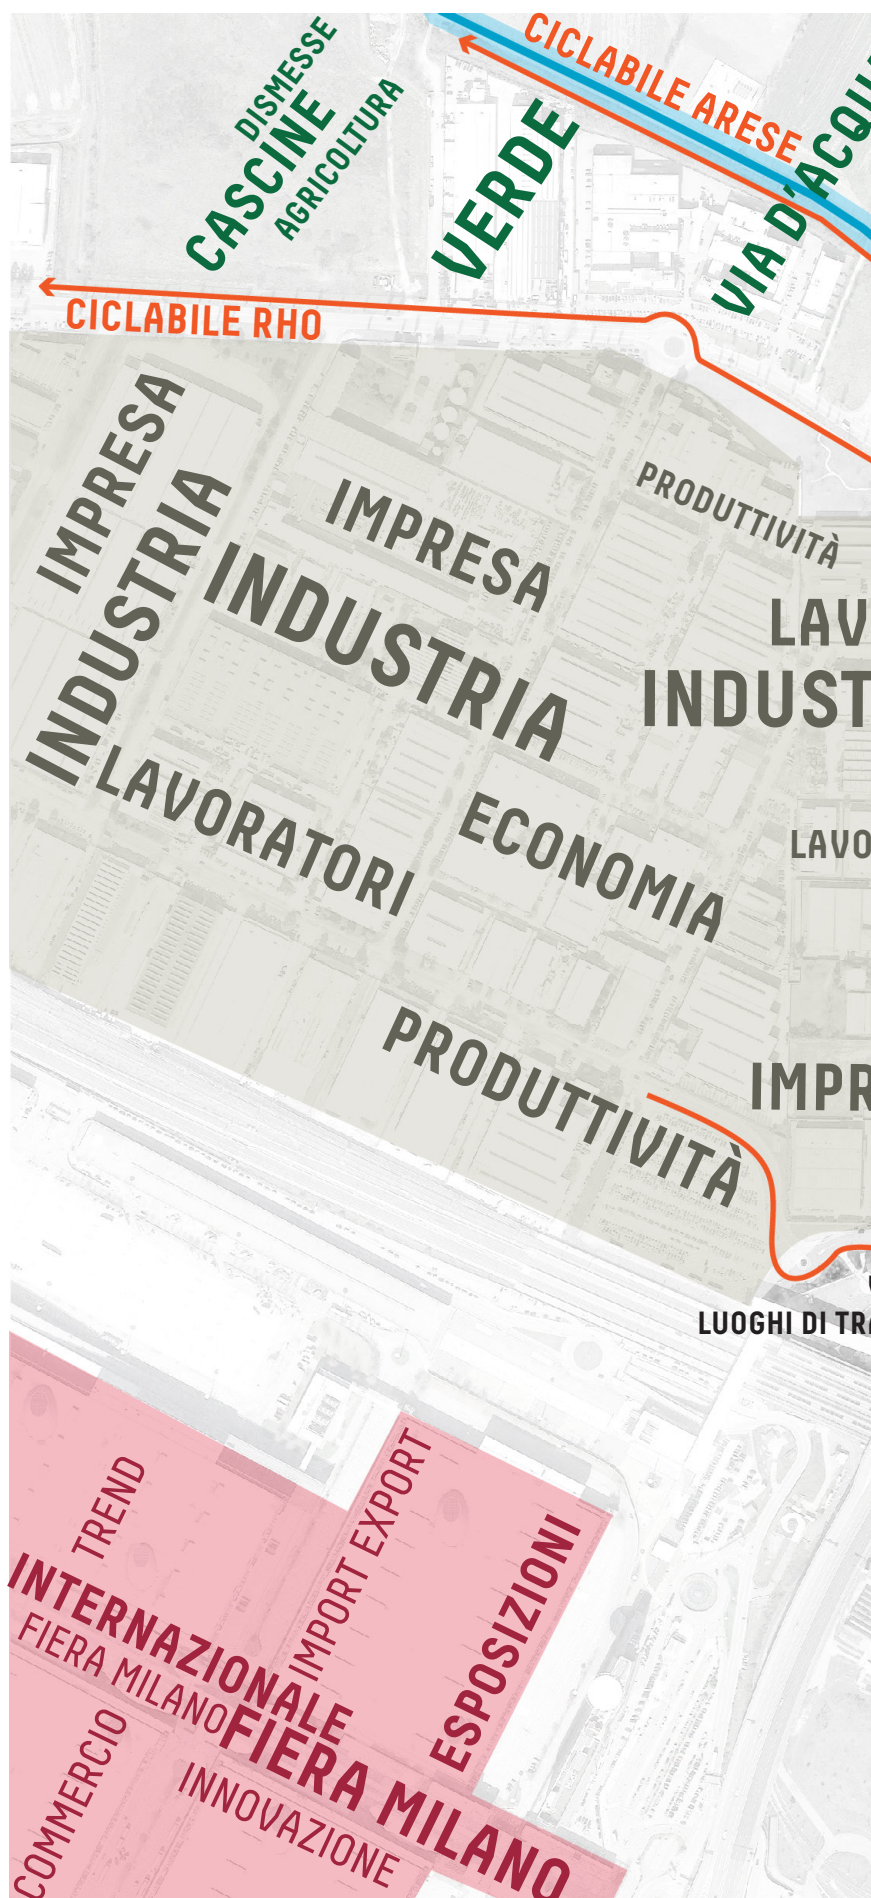 DISMESSE
CASCINE
AGRICOLTURA
VERDE
CICLABILE ARESE
VIA D'ACQU
CICLABILE RHO
IMPRESA
INDUSTRIA
IMPRESA
INDUSTRIA
PRODUTTIVITÀ
LAV
INDUST
LAVORATORI
ECONOMIA
LAVO
PRODUTTIVITÀ
IMPR
LUOGHI DI TRA
TREND
IMPORT EXPORT
ESPOSIZIONI
INTERNAZIONALE
FIERA MILANO
FIERA MILANO
INNOVAZIONE
COMMERCIO